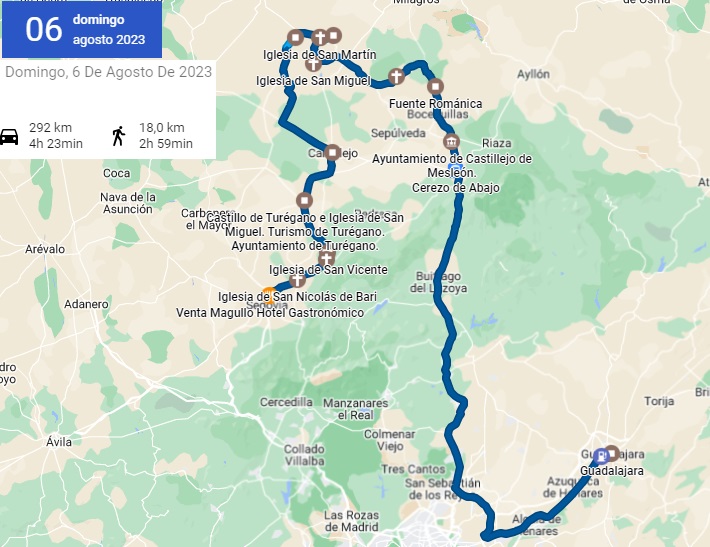 Milagros
de Osma
06 domingo
agosto 2023
Domingo, 6 De Agosto De 2023
292 km
4h 23min
18,0 km
2h 59min
Iglesia de San Martín
Iglesia de San Miguel
Ayllón
Fuente Románica
Boceguillas
Sepúlveda
Riaza
Ayuntamiento de Castillejo de
Mesleón.
Cerezo de Abajo
Coca
Nava de la
Asunción
Carbonero
el Mayor
Castillo de Turégano e Iglesia de San
Miguel. Turismo de Turégano.
Ayuntamiento de Turégano.
Arévalo
Iglesia de San Vicente
Buitrago
del Lozoya
Iglesia de San Nicolás de Bari
Segovia
Venta Magullo Hotel Gastronómico
Adanero
Cercedilla
Manzanares
el Real
Torija
Ávila
Colmenar
Viejo
Collado
Villalba
Guadalajara
Guadalajara
Tres Cantos
San Sebastián
de los Reyes
Azuqueca
de Henares
Las Rozas
de Madrid
Alcalá de
Henares